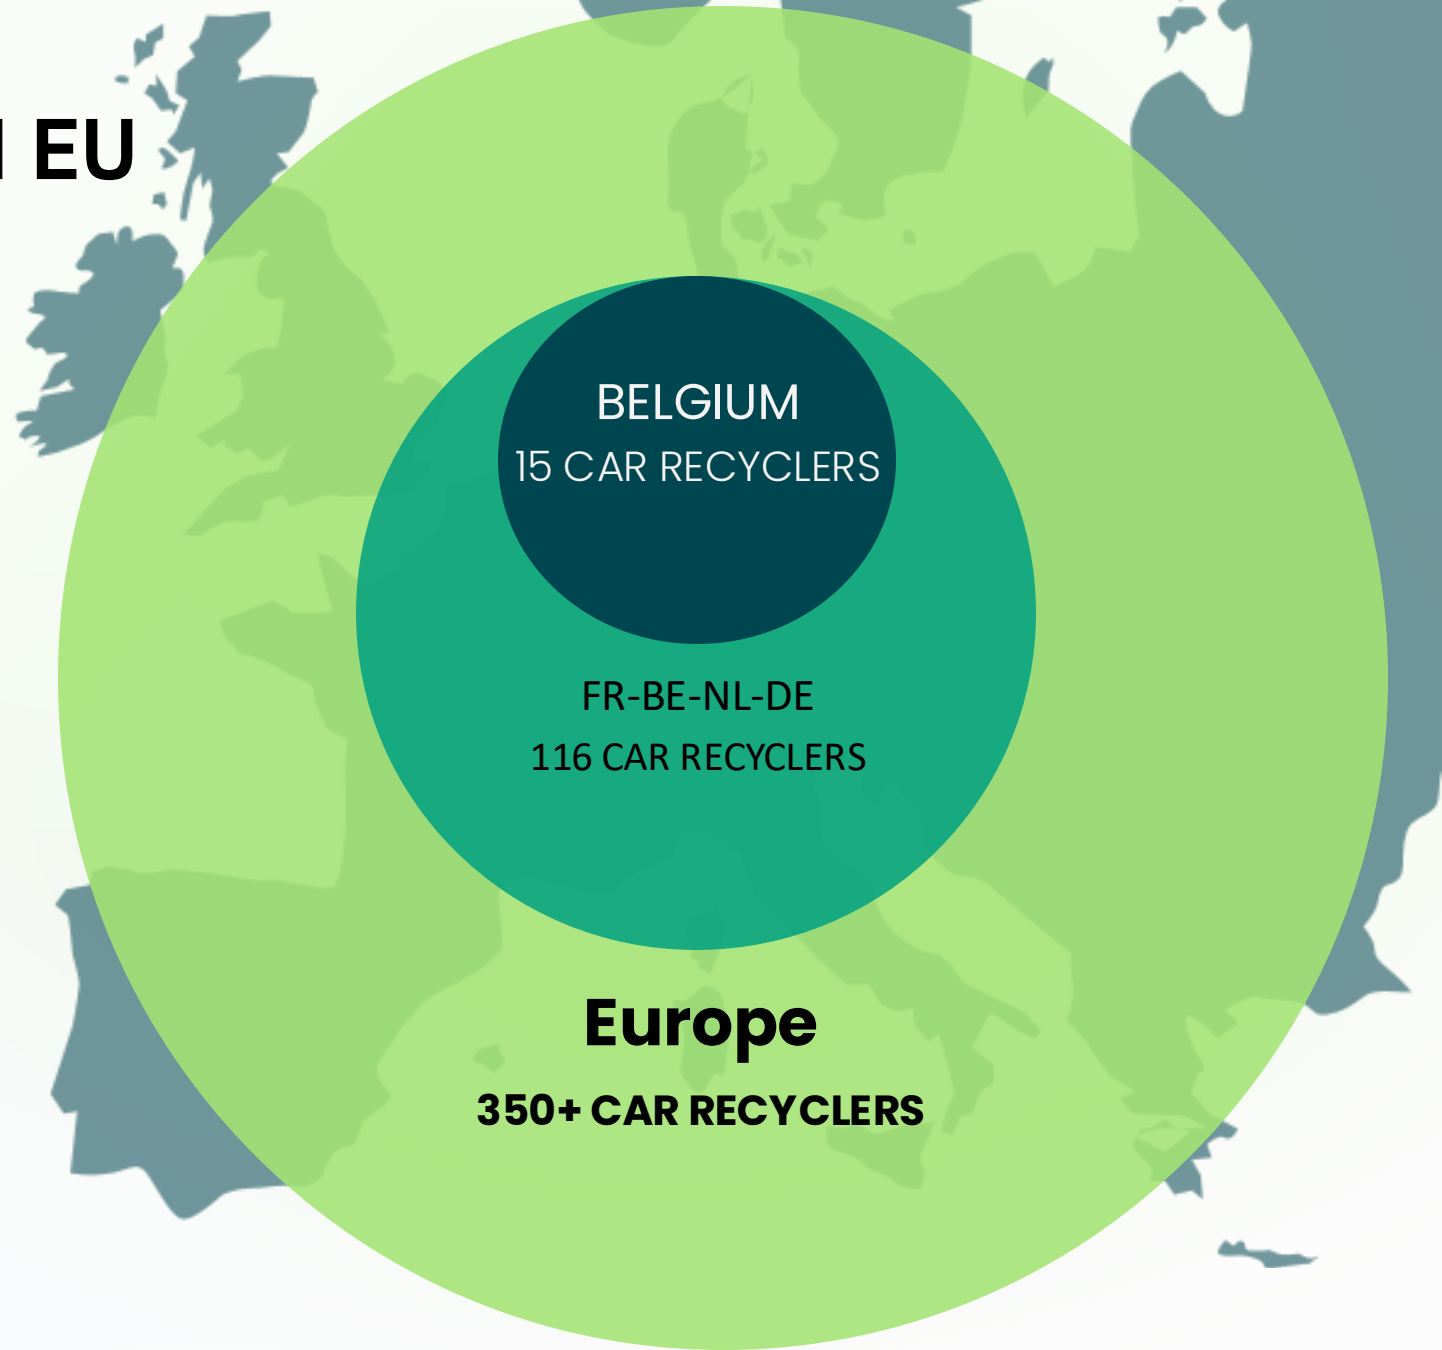 EU
BELGIUM
15 CAR RECYCLERS
FR-BE-NL-DE
116 CAR RECYCLERS
Europe
350+ CAR RECYCLERS